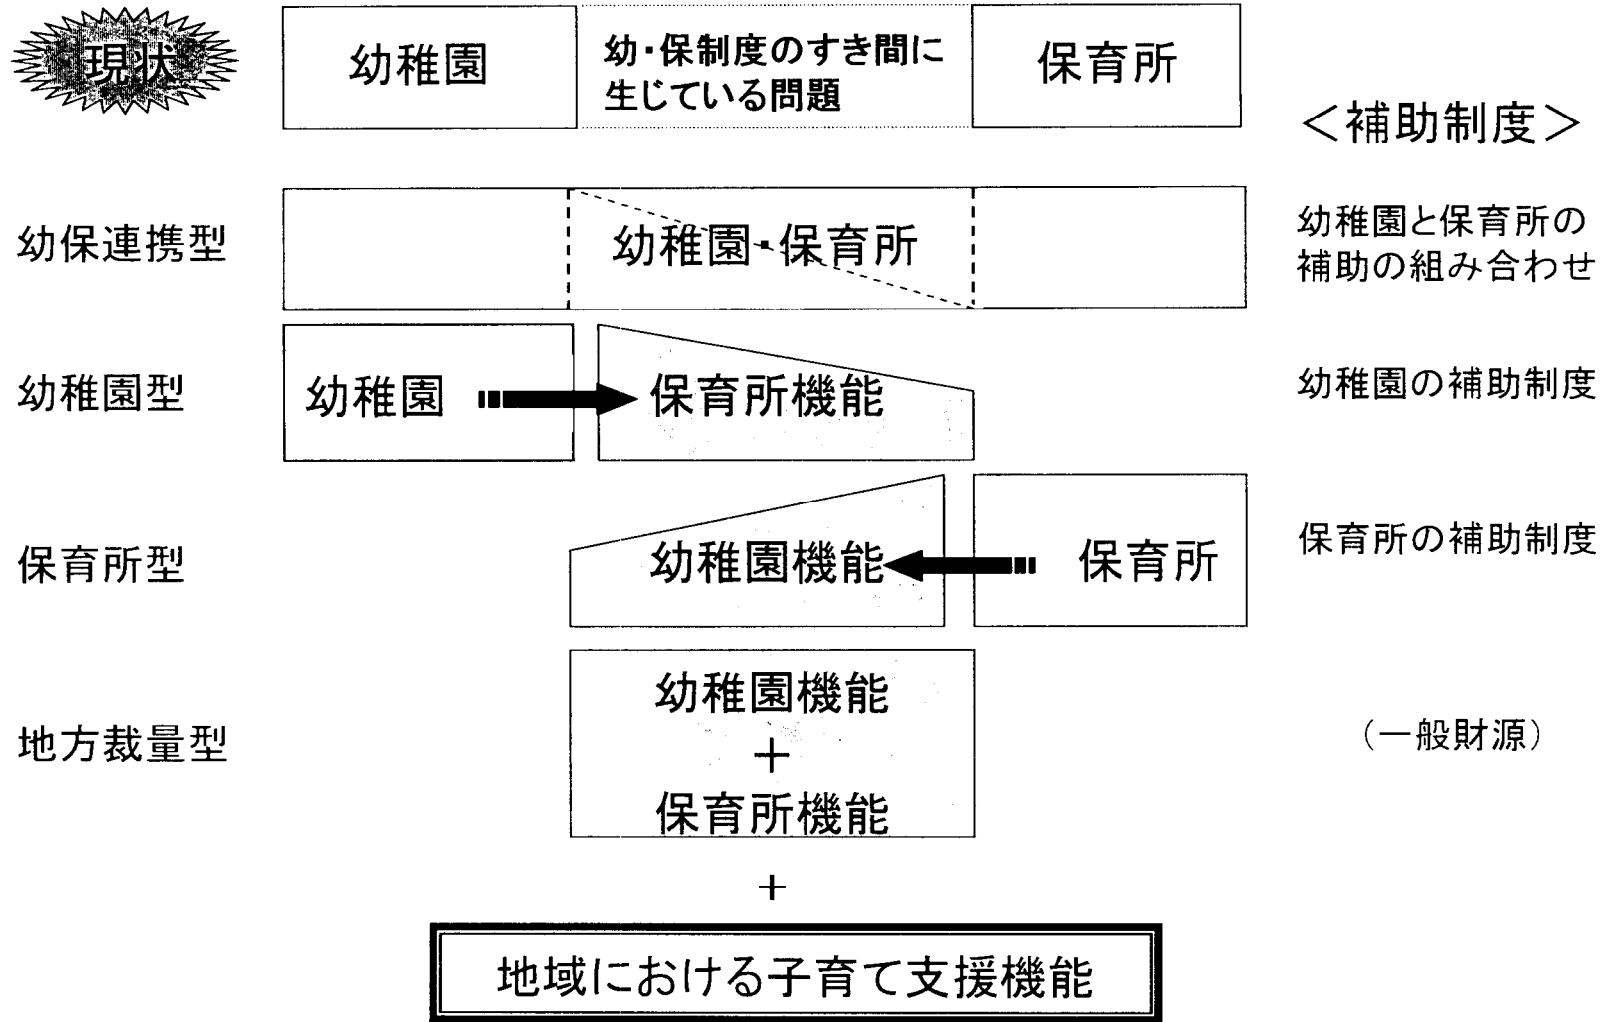 現状
幼稚園
幼・保制度のすき間に
生じている問題
保育所
＜補助制度＞
幼保連携型
幼稚園・保育所
幼稚園と保育所の
補助の組み合わせ
幼稚園型
幼稚園
保育所機能
幼稚園の補助制度
保育所型
幼稚園機能
保育所
保育所の補助制度
地方裁量型
幼稚園機能
＋
保育所機能
（一般財源）
＋
地域における子育て支援機能